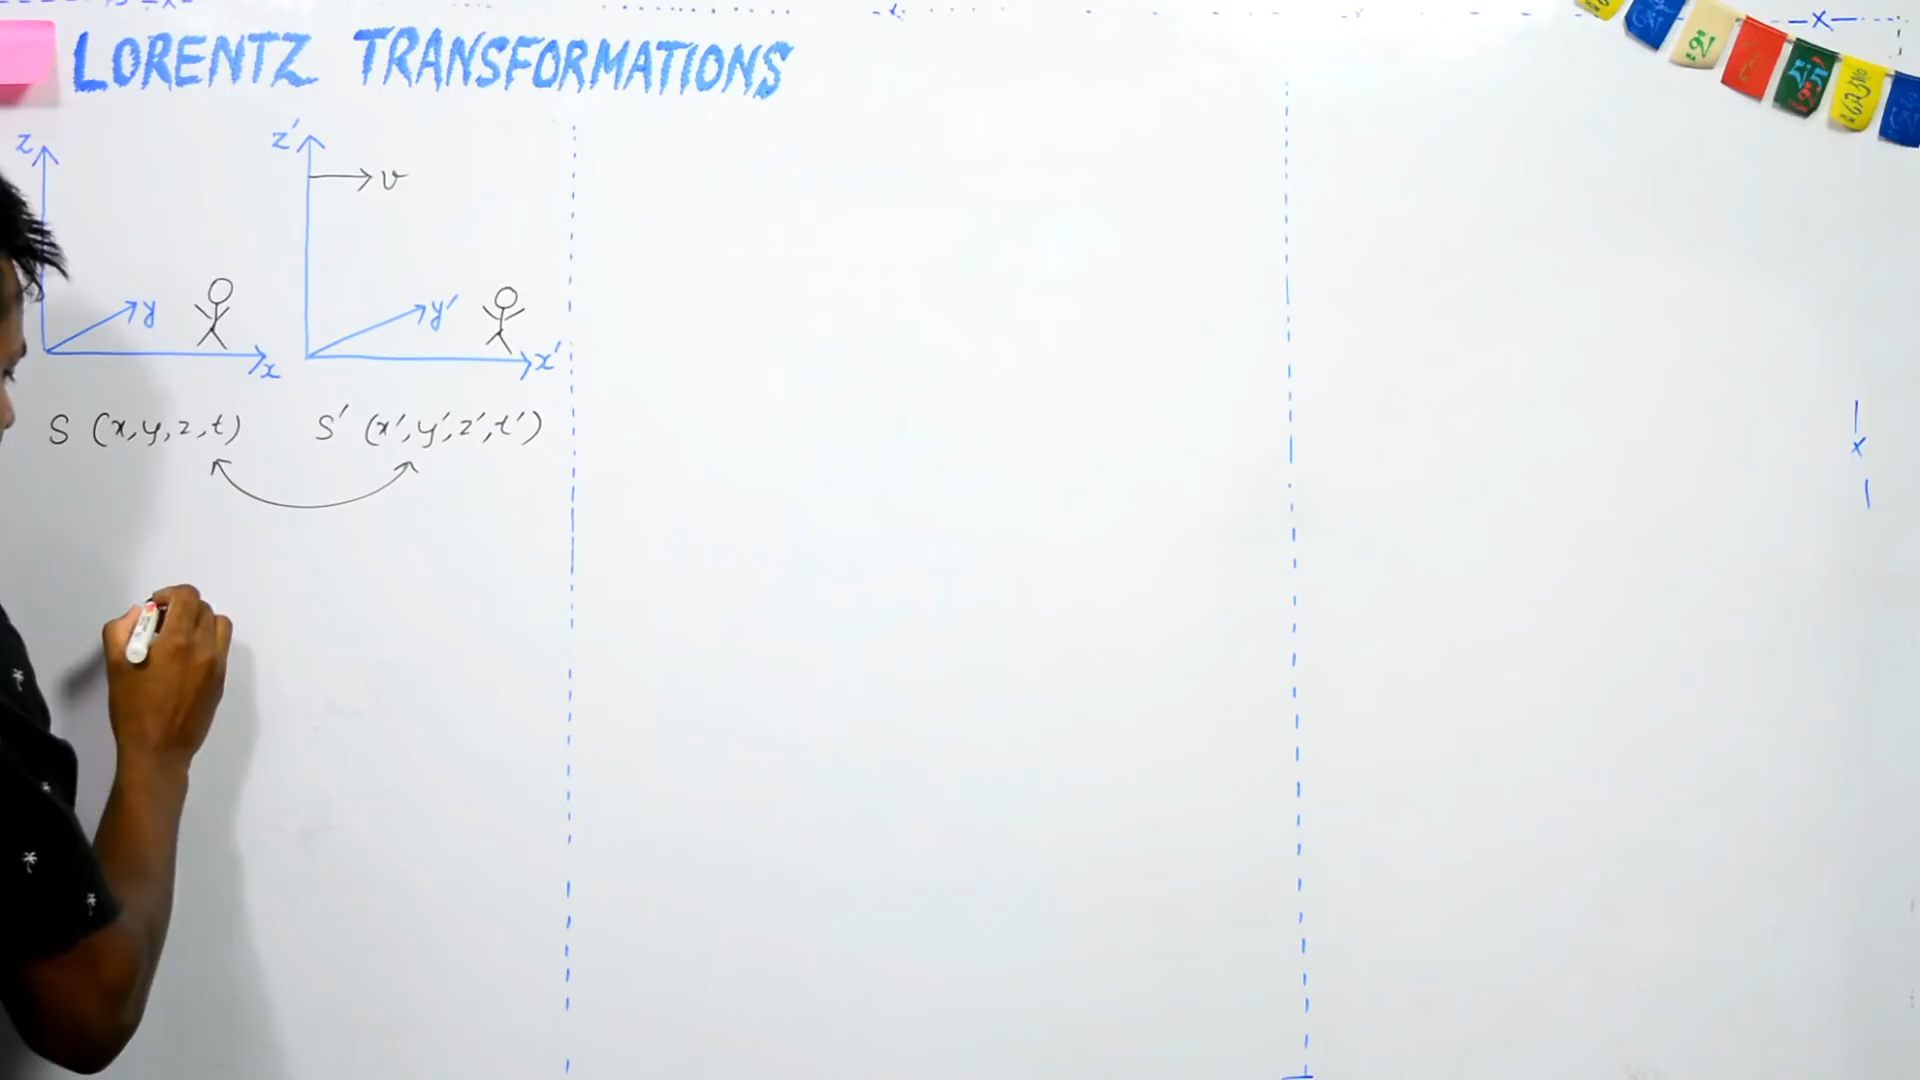 LORENTZ TRANSFORMATIONS
z
z'
v
y
y'
x
x'
S (x,y,z,t)
S' (x',y',z',t')